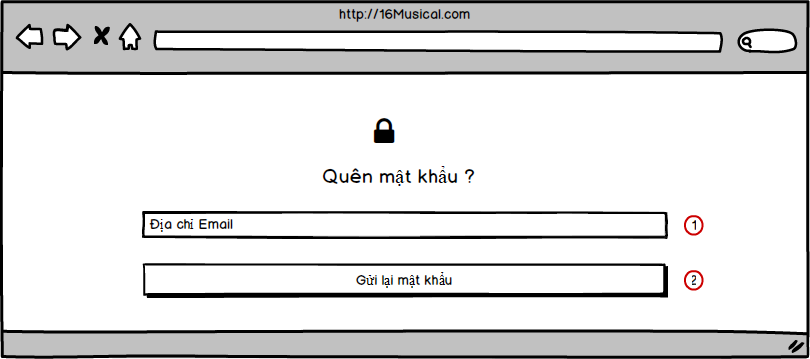 http://16Musical.com
Quên mật khẩu ?
Địa chỉ Email
1
Gửi lại mật khẩu
2